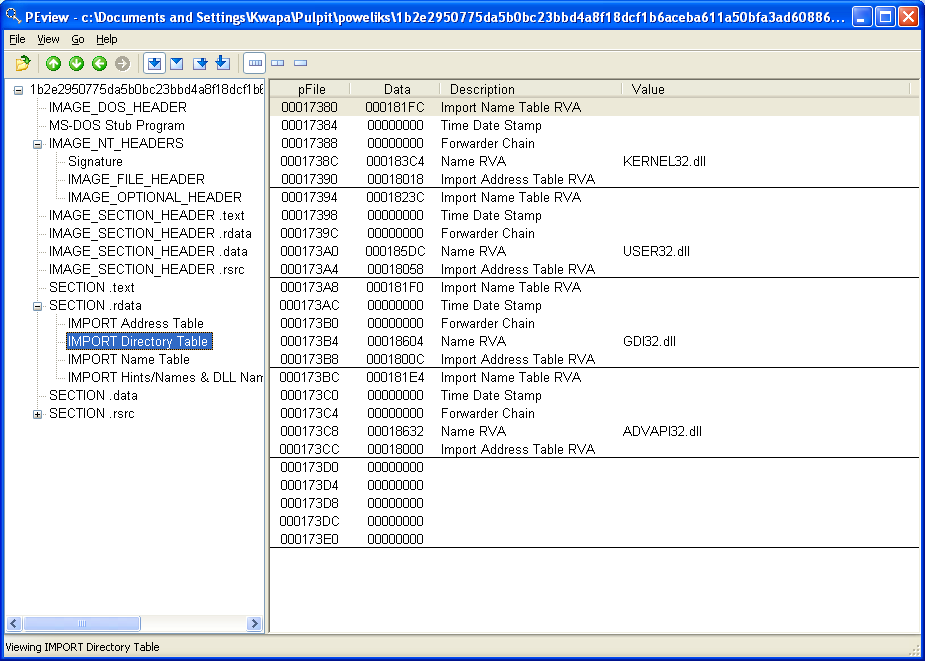 PEview - c:\Documents and Settings\Kwapa\Pulpit\poweliks\1b2e2950775da5b0bc23bbd4a8f18dcf1b6aceba611a50bfa3ad60886...
File View Go Help
1b2e2950775da5b0bc23bbd4a8f18dcf1b6
IMAGE_DOS_HEADER
MS-DOS Stub Program
IMAGE_NT_HEADERS
Signature
IMAGE_FILE_HEADER
IMAGE_OPTIONAL_HEADER
IMAGE_SECTION_HEADER .text
IMAGE_SECTION_HEADER .rdata
IMAGE_SECTION_HEADER .data
IMAGE_SECTION_HEADER .rsrc
SECTION .text
SECTION .rdata
IMPORT Address Table
IMPORT Directory Table
IMPORT Name Table
IMPORT Hints/Names & DLL Nam
SECTION .data
SECTION .rsrc
pFile Data Description Value
00017380 000181FC Import Name Table RVA
00017384 00000000 Time Date Stamp
00017388 00000000 Forwarder Chain
0001738C 000183C4 Name RVA KERNEL32.dll
00017390 00018018 Import Address Table RVA
00017394 0001823C Import Name Table RVA
00017398 00000000 Time Date Stamp
0001739C 00000000 Forwarder Chain
000173A0 000185DC Name RVA USER32.dll
000173A4 00018058 Import Address Table RVA
000173A8 000181F0 Import Name Table RVA
000173AC 00000000 Time Date Stamp
000173B0 00000000 Forwarder Chain
000173B4 00018604 Name RVA GDI32.dll
000173B8 0001800C Import Address Table RVA
000173BC 000181E4 Import Name Table RVA
000173C0 00000000 Time Date Stamp
000173C4 00000000 Forwarder Chain
000173C8 00018632 Name RVA ADVAPI32.dll
000173CC 00018000 Import Address Table RVA
000173D0 00000000
000173D4 00000000
000173D8 00000000
000173DC 00000000
000173E0 00000000
Viewing IMPORT Directory Table